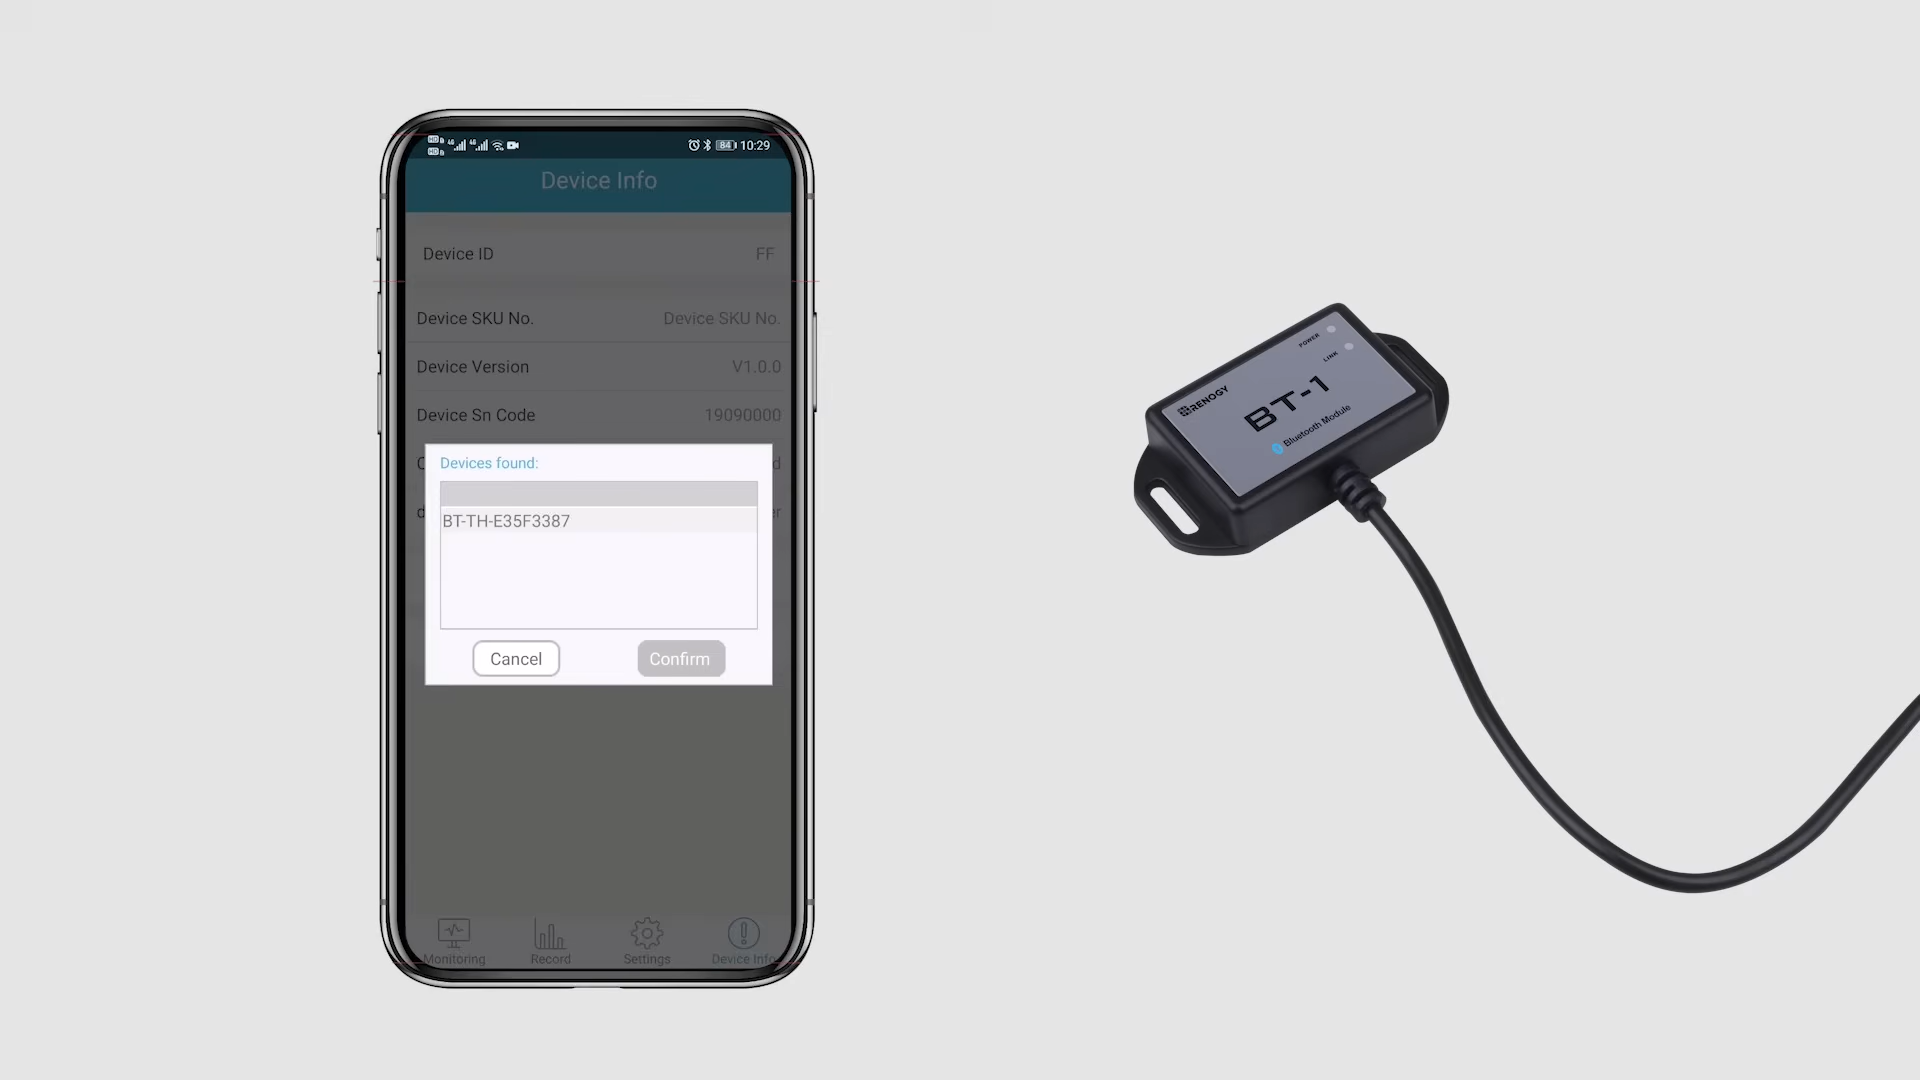 10:29
84
Device Info
Device ID FF
Device SKU No. Device SKU No.
Device Version V1.0.0
Device Sn Code 19090000
Devices found:
BT-TH-E35F3387
Cancel Confirm
Monitoring Record Settings Device Info
POWER
LINK
RENOGY
BT-1
Bluetooth Module